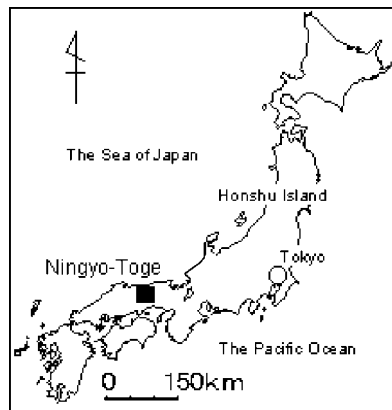 The Sea of Japan
Honshu Island
Tokyo
Ningyo-Toge
The Pacific Ocean
0 150km